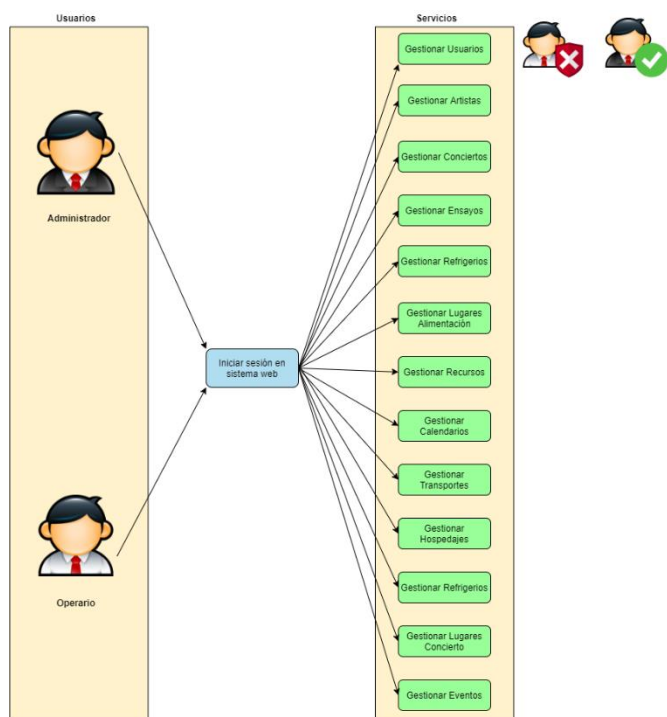 Usuarios
Administrador
Operario
Iniciar sesión en
sistema web
Servicios
Gestionar Usuarios
Gestionar Artistas
Gestionar Conciertos
Gestionar Ensayos
Gestionar Refrigerios
Gestionar Lugares
Alimentación
Gestionar Recursos
Gestionar
Calendarios
Gestionar
Transportes
Gestionar
Hospedajes
Gestionar Refrigerios
Gestionar Lugares
Concierto
Gestionar Eventos